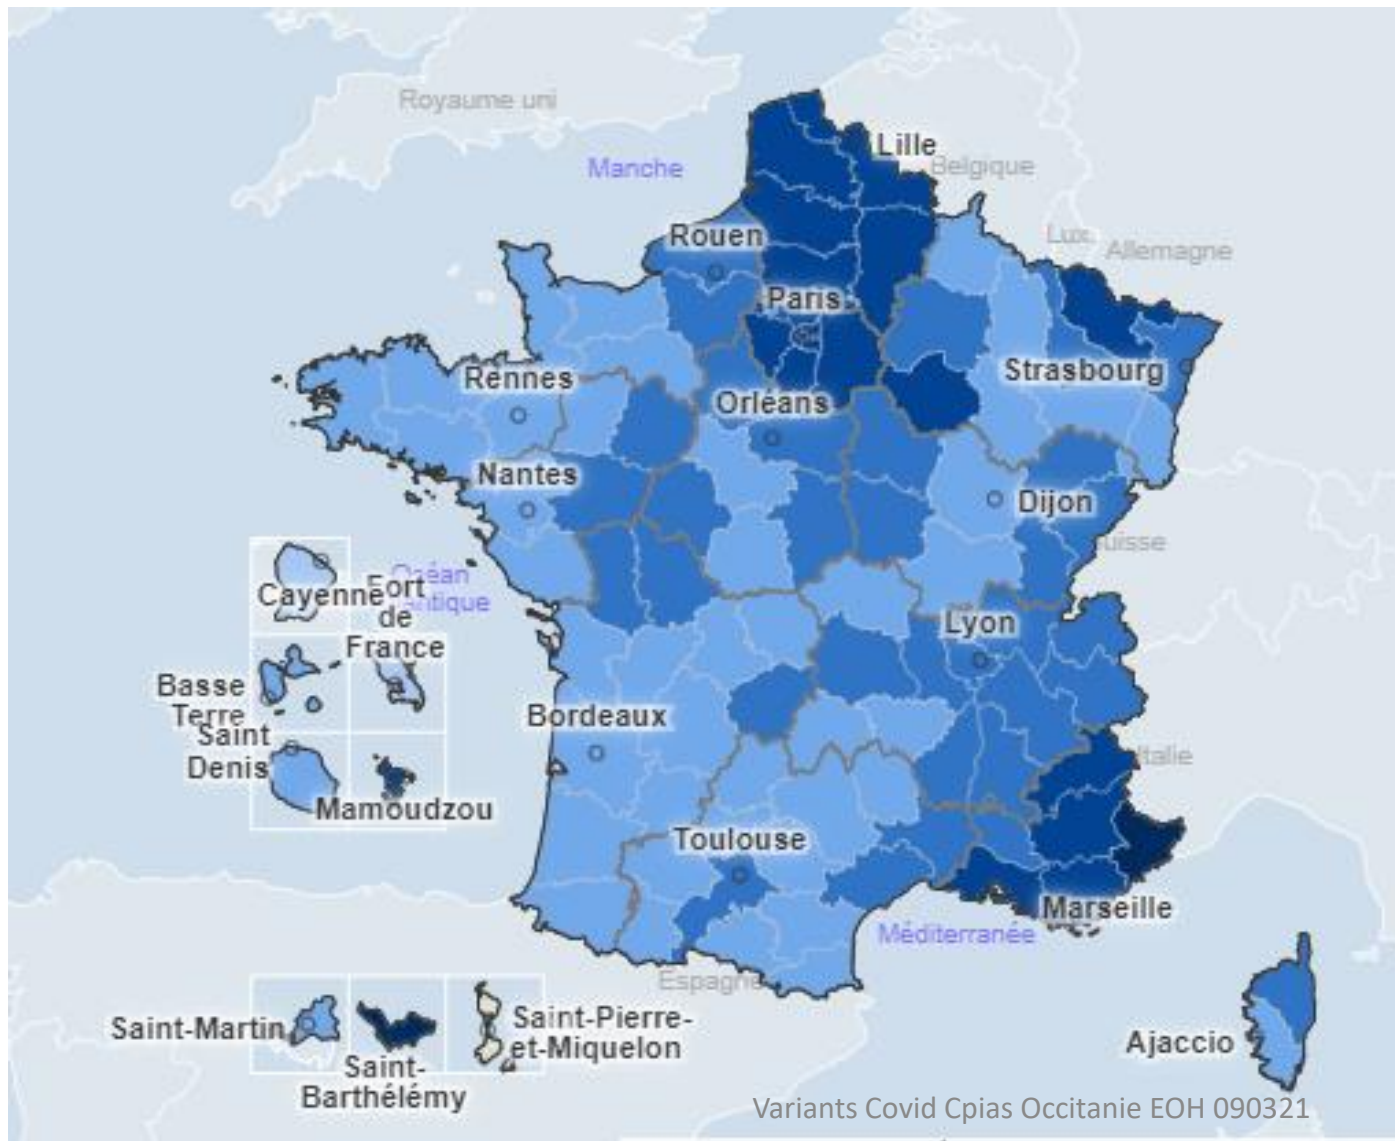 Royaume uni
Manche
Lille
Belgique
Rouen
Lux.
Allemagne
Paris
Rennes
Strasbourg
Orléans
Nantes
Dijon
Océan
Cayenne
Fort
de
France
Lyon
Basse
Terre
Bordeaux
Saint
Denis
Italie
Mamoudzou
Toulouse
Marseille
Méditerranée
Espagne
Saint-Martin
Saint-Pierre-
et-Miquelon
Ajaccio
Saint-
Barthélémy
Variants Covid Cpias Occitanie EOH 090321